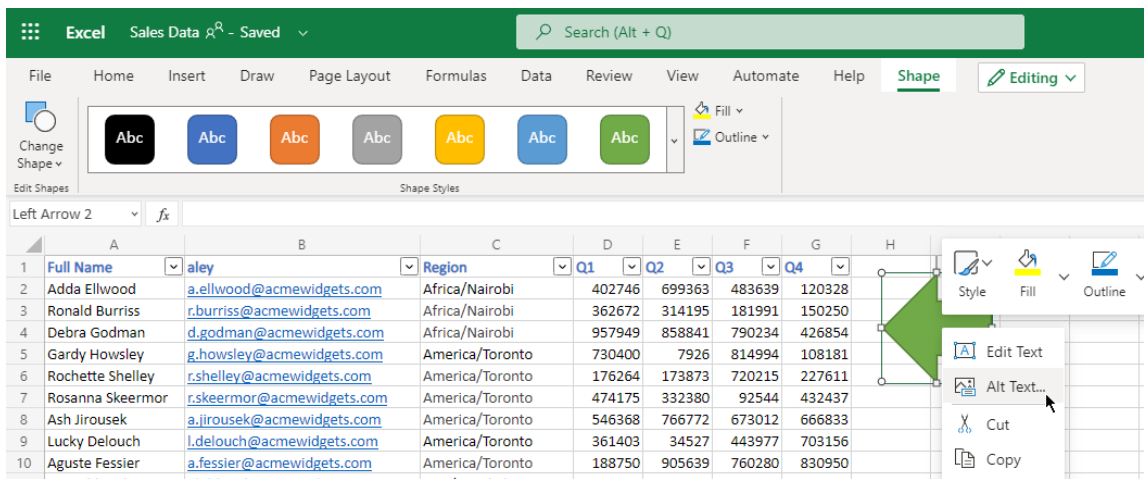 Excel Sales Data - Saved Search (Alt + Q)
File Home Insert Draw Page Layout Formulas Data Review View Automate Help Shape Editing
Change Shape
Abc Abc Abc Abc Abc Abc Abc
Fill
Outline
Edit Shapes Shape Styles
Left Arrow 2 fx
A B C D E F G H
1 Full Name aley Region Q1 Q2 Q3 Q4
2 Adda Ellwood a.ellwood@acmewidgets.com Africa/Nairobi 402746 699363 483639 120328
3 Ronald Burriss r.burriss@acmewidgets.com Africa/Nairobi 362672 314195 181991 150250
4 Debra Godman d.godman@acmewidgets.com Africa/Nairobi 957949 858841 790234 426854
5 Gardy Howsley g.howsley@acmewidgets.com America/Toronto 730400 7926 814994 108181
6 Rochette Shelley r.shelley@acmewidgets.com America/Toronto 176264 173873 720215 227611
7 Rosanna Skeermor r.skeermor@acmewidgets.com America/Toronto 474175 332380 92544 432437
8 Ash Jirousek a.jirousek@acmewidgets.com America/Toronto 546368 766772 673012 666833
9 Lucky Delouch l.delouch@acmewidgets.com America/Toronto 361403 34527 443977 703156
10 Aguste Fessier a.fessier@acmewidgets.com America/Toronto 188750 905639 760280 830950
Style Fill Outline
Edit Text
Alt Text...
Cut
Copy